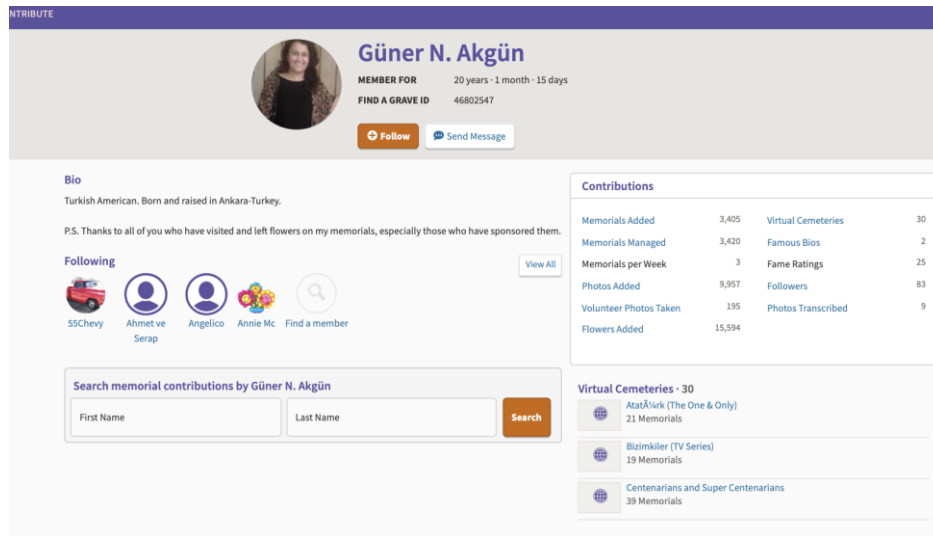 NTRIBUTE
Güner N. Akgün
MEMBER FOR 20 years · 1 month · 15 days
FIND A GRAVE ID 46802547
Follow
Send Message
Bio
Turkish American. Born and raised in Ankara-Turkey.
P.S. Thanks to all of you who have visited and left flowers on my memorials, especially those who have sponsored them.
Following
View All
55Chevy
Ahmet ve
Serap
Angelico
Annie Mc
Find a member
Search memorial contributions by Güner N. Akgün
First Name
Last Name
Search
Contributions
Memorials Added 3,405
Virtual Cemeteries 30
Memorials Managed 3,420
Famous Bios 2
Memorials per Week 3
Fame Ratings 25
Photos Added 9,957
Followers 83
Volunteer Photos Taken 195
Photos Transcribed 9
Flowers Added 15,594
Virtual Cemeteries · 30
AtatÃ¼rk (The One & Only)
21 Memorials
Bizimkiler (TV Series)
19 Memorials
Centenarians and Super Centenarians
39 Memorials